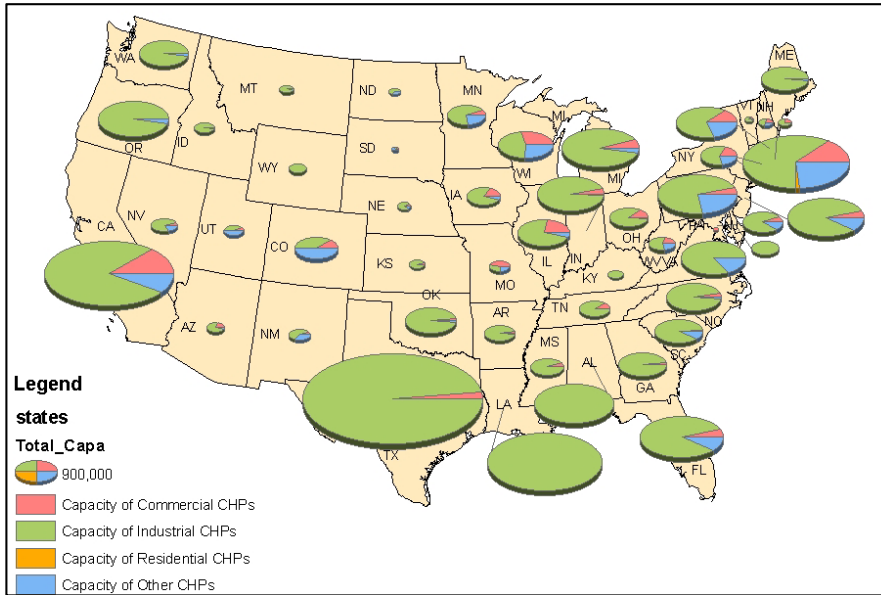 ME
WA
MT
ND
MN
VT
NH
MI
OR
ID
SD
WI
NY
WY
MI
IA
NE
PA
NV
OH
CA
UT
IL
IN
CO
WV
VA
KS
MO
KY
OK
NC
TN
AR
AZ
NM
SC
MS
AL
GA
Legend
LA
states
Total_Capa
TX
FL
900,000
Capacity of Commercial CHPs
Capacity of Industrial CHPs
Capacity of Residential CHPs
Capacity of Other CHPs